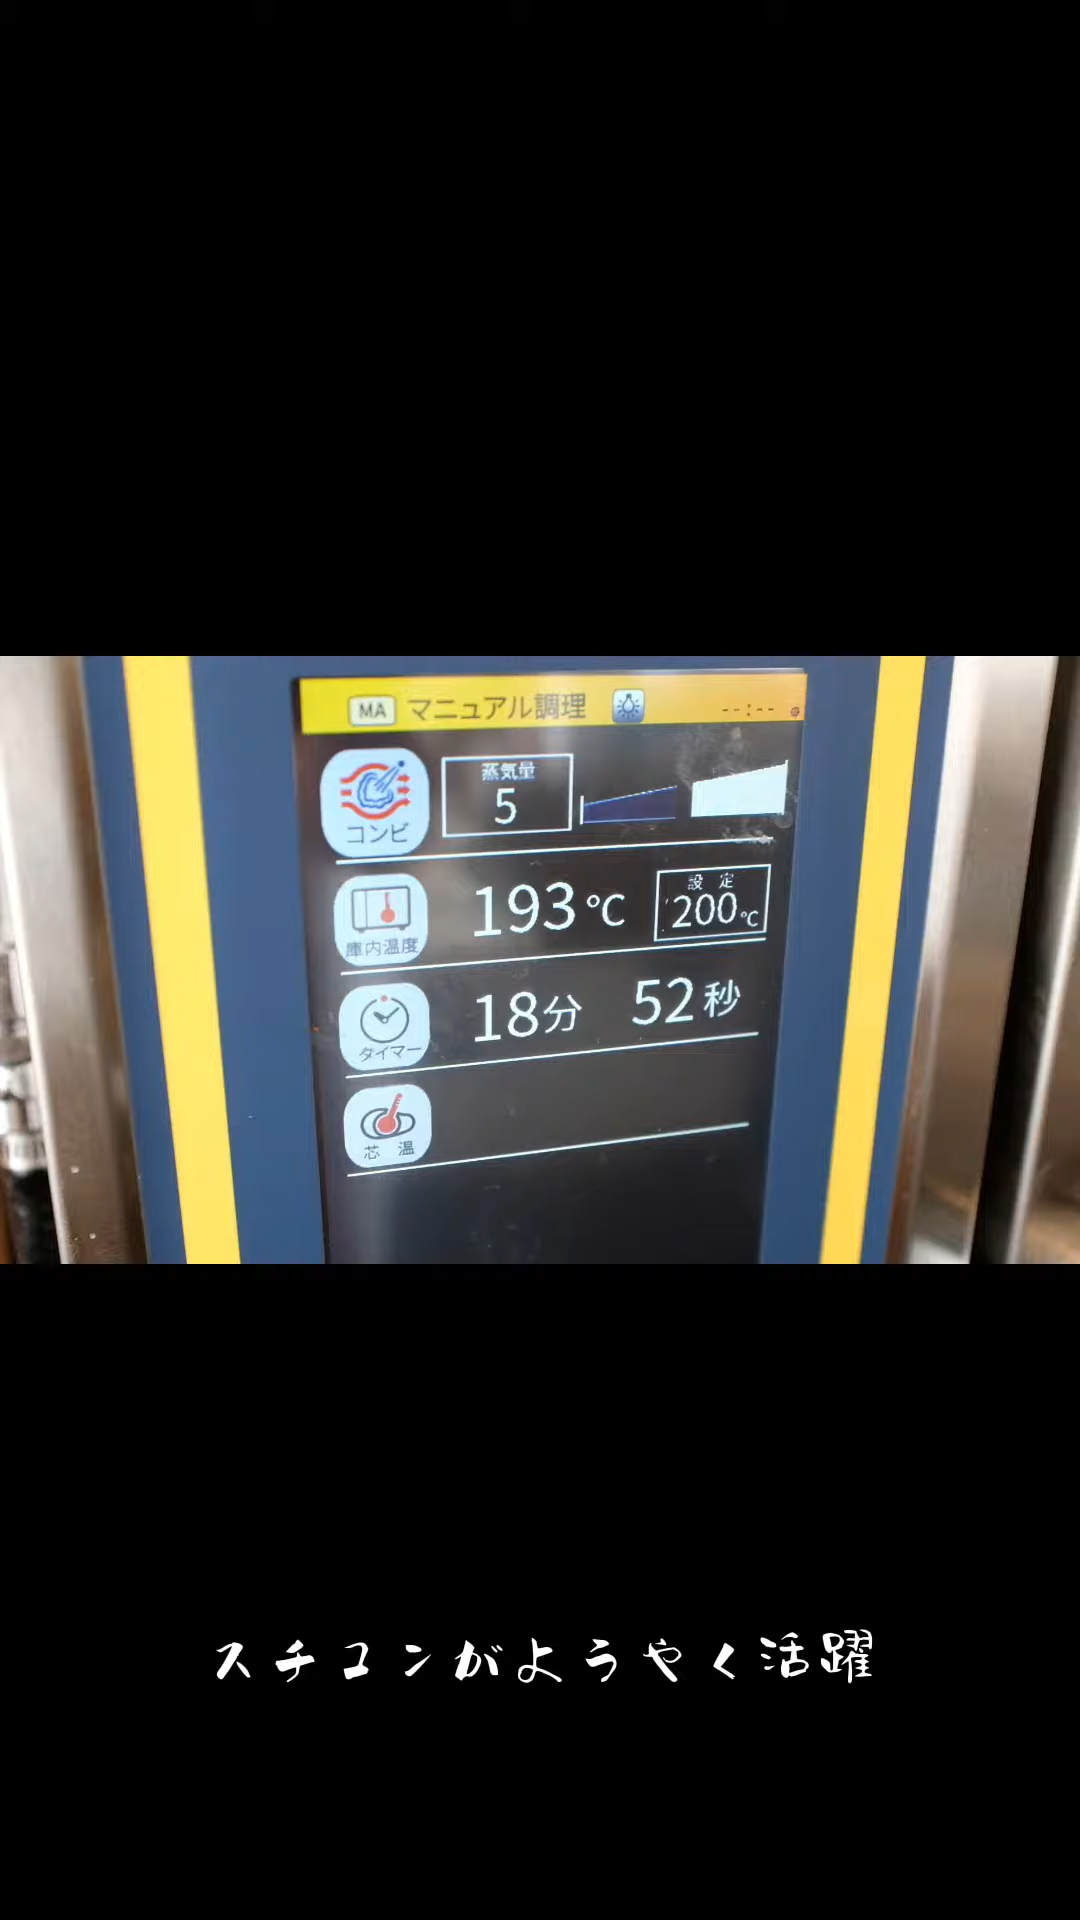 MA マニュアル調理 --:--
コンビ 蒸気量 5
庫内温度 193℃ 設定 200℃
タイマー 18分 52秒
芯温
スチコンがようやく活躍